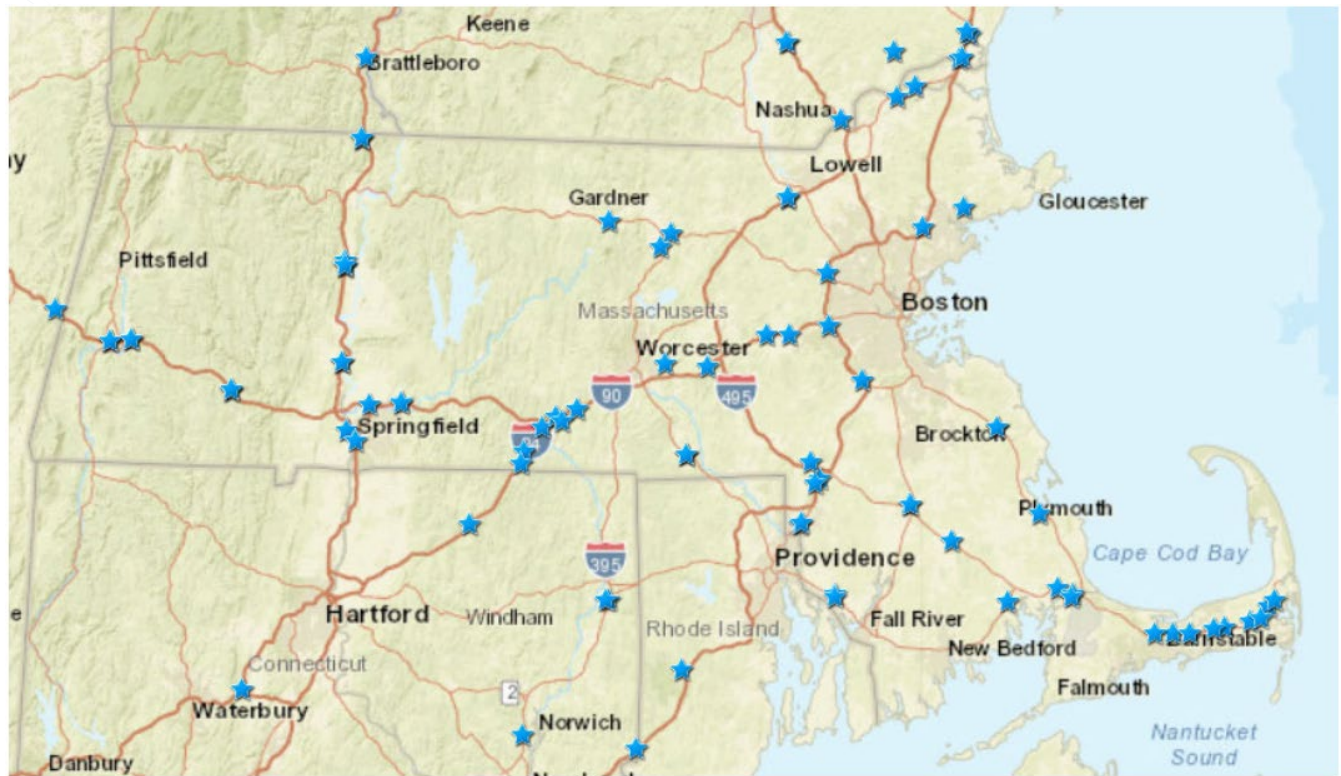 Keene
Brattleboro
Nashua
Lowell
Gardner
Gloucester
Pittsfield
Massachusetts
Boston
Worcester
90
495
Springfield
Brockton
Plymouth
Cape Cod Bay
395
Providence
Hartford
Windham
Rhode Island
Fall River
New Bedford
Barnstable
Connecticut
Falmouth
2
Waterbury
Norwich
Nantucket
Sound
Danbury